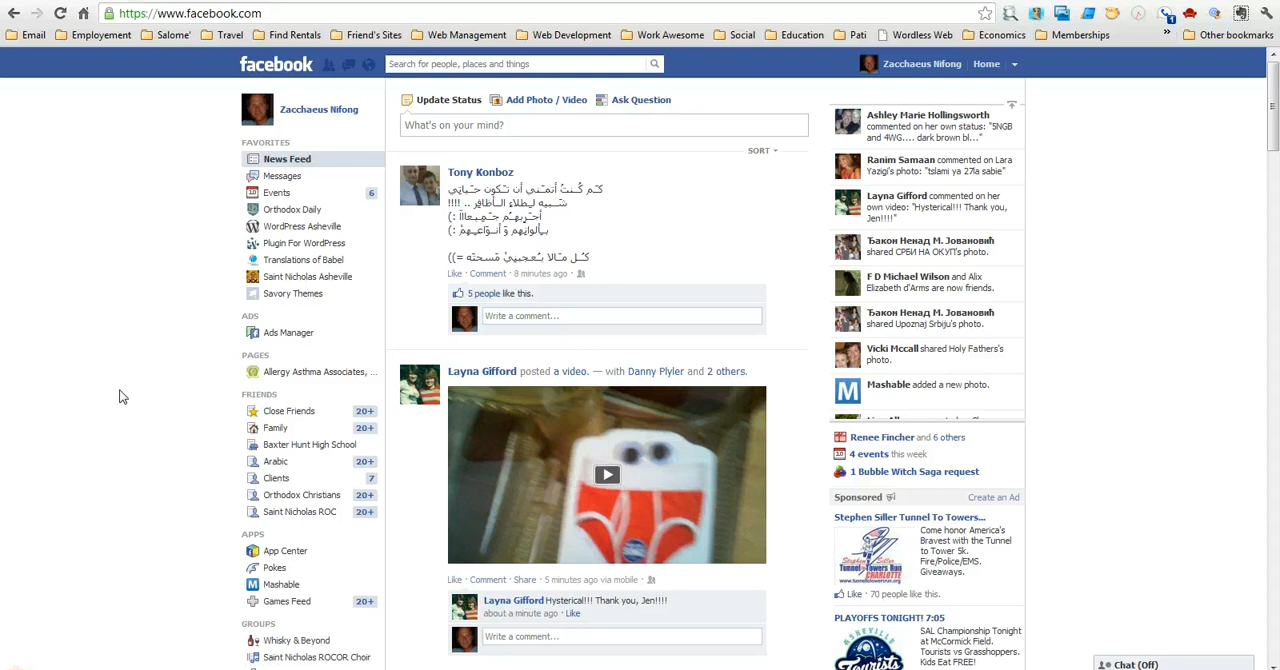 https://www.facebook.com
Email Employement Salome' Travel Find Rentals Friend's Sites Web Management Web Development Work Awesome Social Education Pati Wordless Web Economics Memberships » Other bookmarks
facebook Search for people, places and things Zacchaeus Nifong Home
Zacchaeus Nifong
FAVORITES
News Feed
Messages
Events 6
Orthodox Daily
WordPress Asheville
Plugin For WordPress
Translations of Babel
Saint Nicholas Asheville
Savory Themes
ADS
Ads Manager
PAGES
Allergy Asthma Associates, ...
FRIENDS
Close Friends 20+
Family 20+
Baxter Hunt High School
Arabic 20+
Clients 7
Orthodox Christians 20+
Saint Nicholas ROC 20+
APPS
App Center
Pokes
Mashable
Games Feed 20+
GROUPS
Whisky & Beyond
Saint Nicholas ROCOR Choir
Update Status Add Photo / Video Ask Question
What's on your mind?
SORT
Tony Konboz
!!!! ..
Like · Comment · 8 minutes ago ·
5 people like this.
Write a comment...
Layna Gifford posted a video. — with Danny Plyler and 2 others.
Like · Comment · Share · 5 minutes ago via mobile ·
Layna Gifford Hysterical!!! Thank you, Jen!!!!
about a minute ago · Like
Write a comment...
Ashley Marie Hollingsworth
commented on her own status: "5NGB
and 4WG.... dark brown bl..."
Ranim Samaan commented on Lara
Yazigi's photo: "tslami ya 27la sabie"
Layna Gifford commented on her
own video: "Hysterical!!! Thank you,
Jen!!!!"
Ђакон Ненад М. Јовановић
shared СРБИ НА ОКУП's photo.
F D Michael Wilson and Alix
Elizabeth d'Arms are now friends.
Ђакон Ненад М. Јовановић
shared Upoznaj Srbiju's photo.
Vicki Mccall shared Holy Fathers's
photo.
Mashable added a new photo.
Renee Fincher and 6 others
4 events this week
1 Bubble Witch Saga request
Sponsored Create an Ad
Stephen Siller Tunnel To Towers...
Come honor America's
Bravest with the Tunnel
to Tower 5k.
Fire/Police/EMS.
Giveaways.
Like · 70 people like this.
PLAYOFFS TONIGHT! 7:05
SAL Championship Tonight
at McCormick Field.
Tourists vs Grasshoppers.
Kids Eat FREE!
Chat (Off)